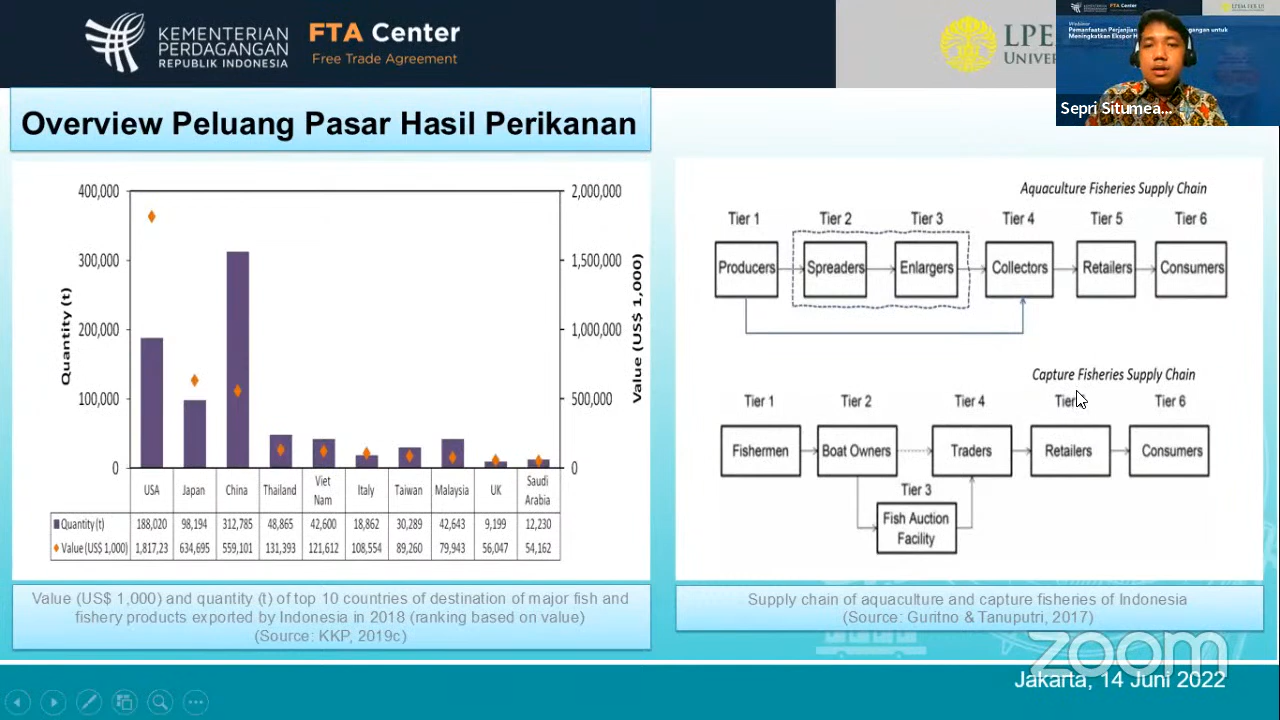 KEMENTERIAN
PERDAGANGAN
REPUBLIK INDONESIA
FTA Center
Free Trade Agreement
FTA Center
Webinar
Meningkatkan Ekspor
Sepri Situmea...
Overview Peluang Pasar Hasil Perikanan
400,000
300,000
200,000
100,000
0
Quantity (t)
2,000,000
1,500,000
1,000,000
500,000
0
Value (US$ 1,000)
USA Japan China Thailand Viet Nam Italy Taiwan Malaysia UK Saudi Arabia
Quantity (t) 188,020 98,194 312,785 48,865 42,600 18,862 30,289 42,643 9,199 12,230
Value (US$ 1,000) 1,817,23 634,695 559,101 131,393 121,612 108,554 89,260 79,943 56,047 54,162
Value (US$ 1,000) and quantity (t) of top 10 countries of destination of major fish and
fishery products exported by Indonesia in 2018 (ranking based on value)
(Source: KKP, 2019c)
Aquaculture Fisheries Supply Chain
Tier 1 Tier 2 Tier 3 Tier 4 Tier 5 Tier 6
Producers Spreaders Enlargers Collectors Retailers Consumers
Capture Fisheries Supply Chain
Tier 1 Tier 2 Tier 4 Tier Tier 6
Fishermen Boat Owners Traders Retailers Consumers
Tier 3
Fish Auction
Facility
Supply chain of aquaculture and capture fisheries of Indonesia
(Source: Guritno & Tanuputri, 2017)
zoom
Jakarta, 14 Juni 2022